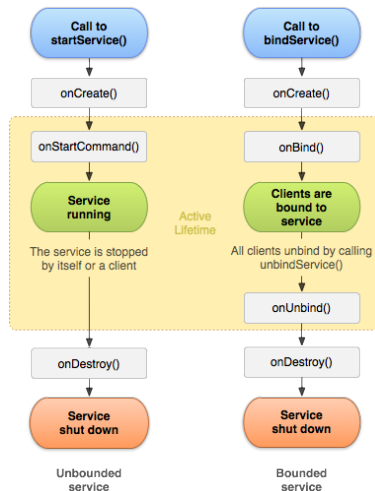 Call to
startService()
onCreate()
onStartCommand()
Service
running
The service is stopped
by itself or a client
onDestroy()
Service
shut down
Unbounded
service
Active
Lifetime
Call to
bindService()
onCreate()
onBind()
Clients are
bound to
service
All clients unbind by calling
unbindService()
onUnbind()
onDestroy()
Service
shut down
Bounded
service